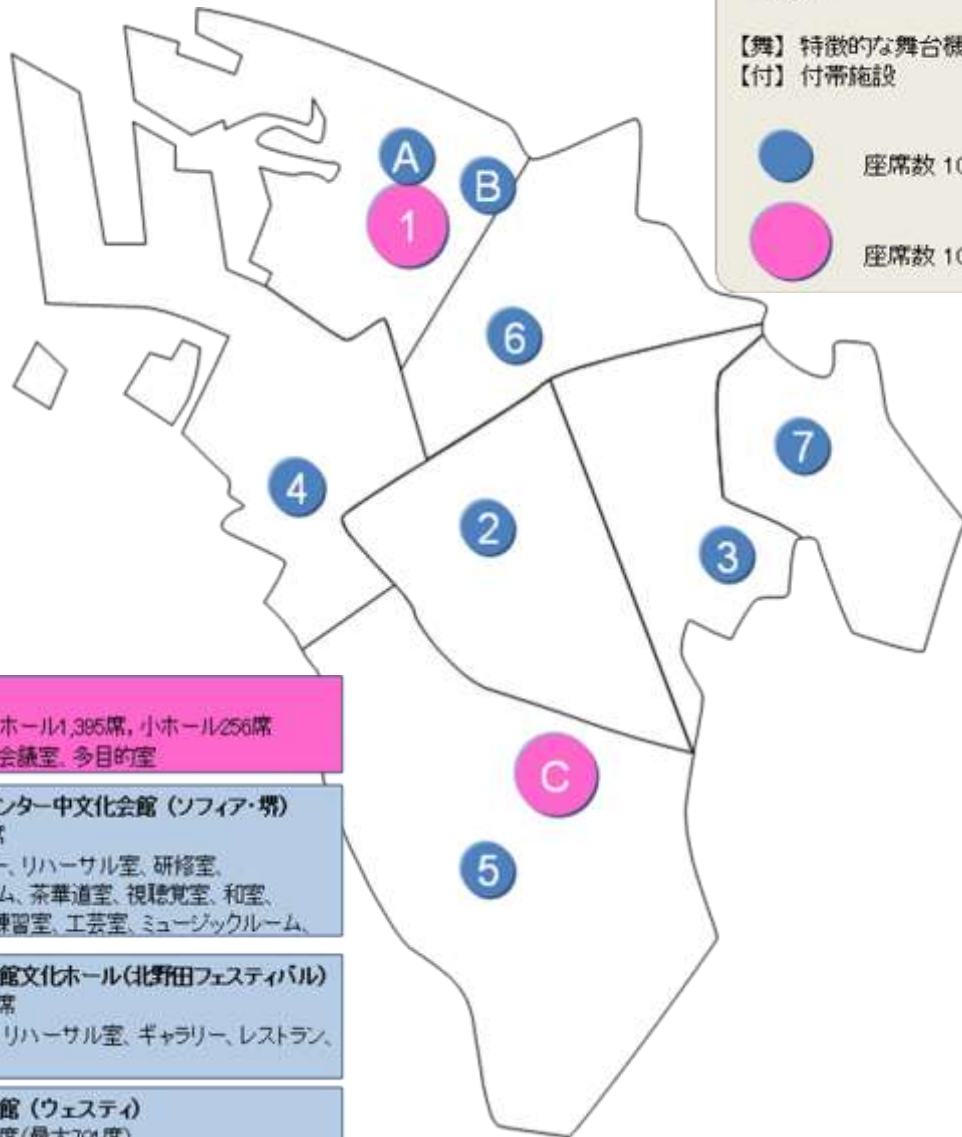 【舞】特徴的な舞台機
【付】付帯施設
座席数 10
座席数 10
A
B
1
6
7
4
2
3
C
5
ホール1,395席, 小ホール256席
会議室、多目的室
ンター中文化会館（ソフィア・堺）
席
ー、リハーサル室、研修室、
ム、茶華道室、視聴覚室、和室、
練習室、工芸室、ミュージックルーム、
館文化ホール(北野田フェスティバル)
席
リハーサル室、ギャラリー、レストラン、
館（ウェスティ）